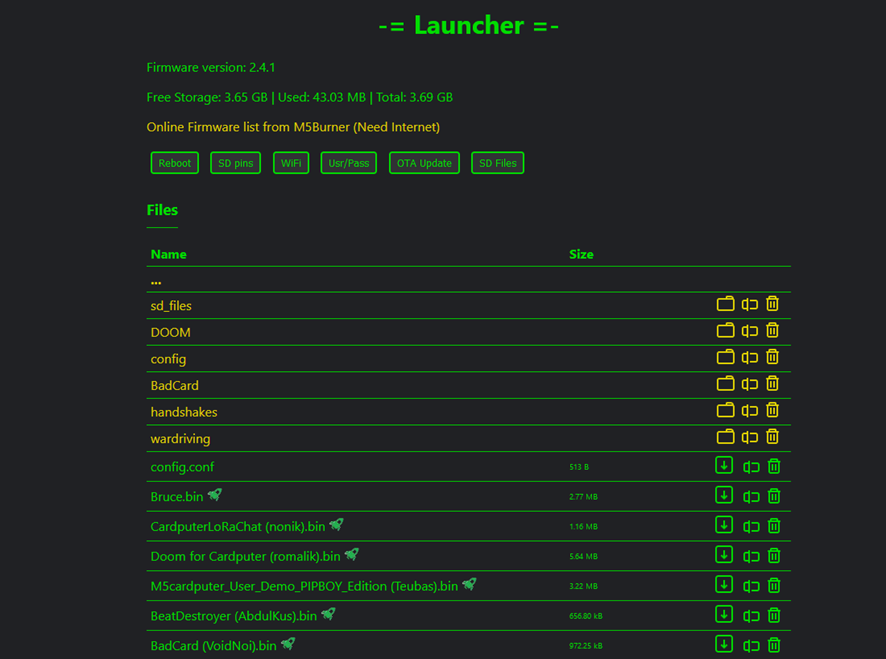 -= Launcher =-
Firmware version: 2.4.1
Free Storage: 3.65 GB | Used: 43.03 MB | Total: 3.69 GB
Online Firmware list from M5Burner (Need Internet)
Reboot SD pins WiFi Usr/Pass OTA Update SD Files
Files
Name Size
...
sd_files
DOOM
config
BadCard
handshakes
wardriving
config.conf 513 B
Bruce.bin 2.77 MB
CardputerLoRaChat (nonik).bin 1.16 MB
Doom for Cardputer (romalik).bin 5.64 MB
M5cardputer_User_Demo_PIPBOY_Edition (Teubas).bin 3.22 MB
BeatDestroyer (AbdulKus).bin 656.80 kB
BadCard (VoidNoi).bin 972.25 kB